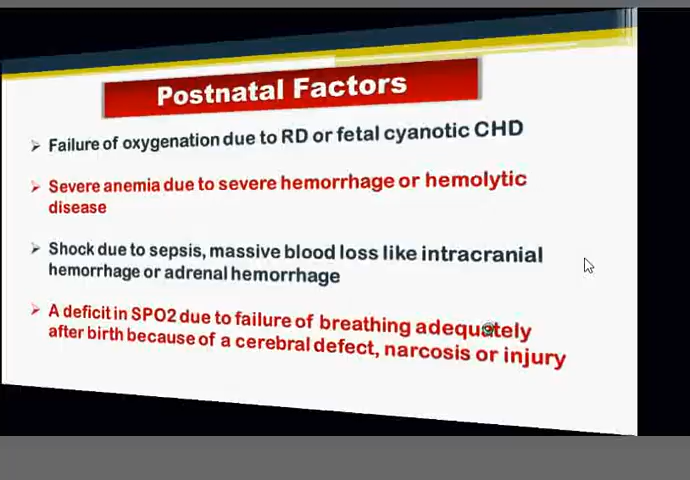 Postnatal Factors
Failure of oxygenation due to RD or fetal cyanotic CHD
Severe anemia due to severe hemorrhage or hemolytic
disease
Shock due to sepsis, massive blood loss like intracranial
hemorrhage or adrenal hemorrhage
A deficit in SPO2 due to failure of breathing adequately
after birth because of a cerebral defect, narcosis or injury